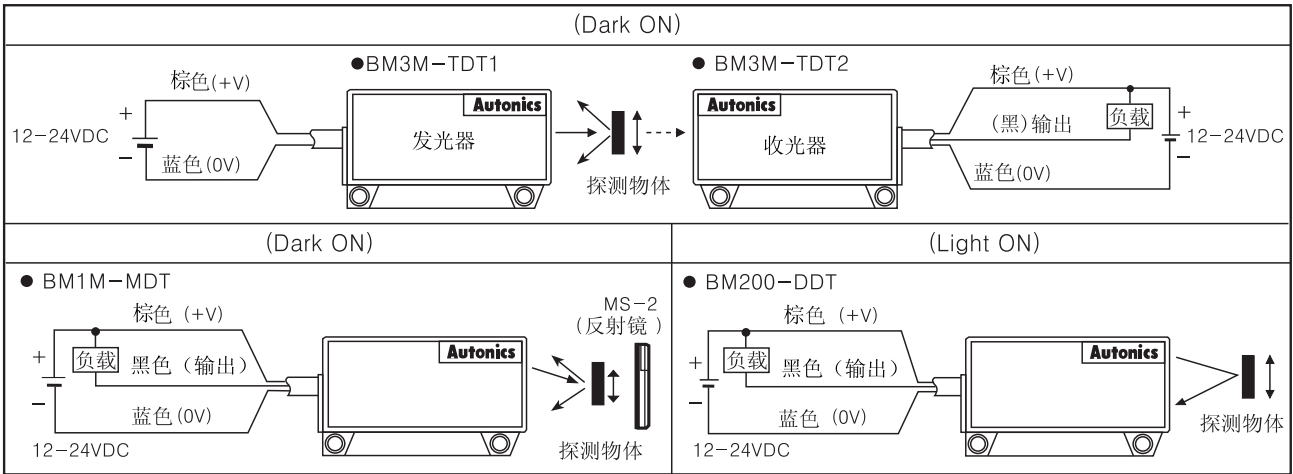 (Dark ON)
●BM3M-TDT1
● BM3M-TDT2
棕色(+V)
+
12-24VDC
-
蓝色(0V)
Autonics
发光器
探测物体
Autonics
收光器
棕色(+V)
负载
(黑)输出
+
12-24VDC
-
蓝色(0V)
(Dark ON)
(Light ON)
● BM1M-MDT
棕色 (+V)
+
负载
黑色（输出）
-
蓝色(0V)
12-24VDC
Autonics
MS-2
(反射镜 )
探测物体
● BM200-DDT
棕色 (+V)
+
负载
黑色（输出）
-
蓝色 (0V)
12-24VDC
Autonics
探测物体